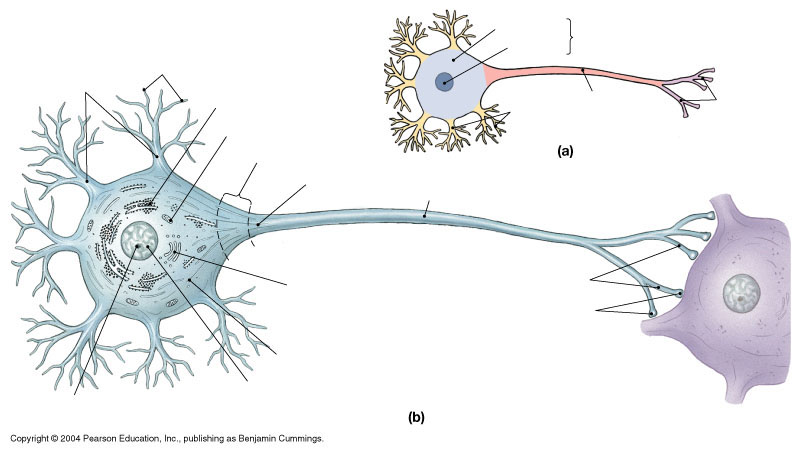 (a)
(b)
Copyright © 2004 Pearson Education, Inc., publishing as Benjamin Cummings.